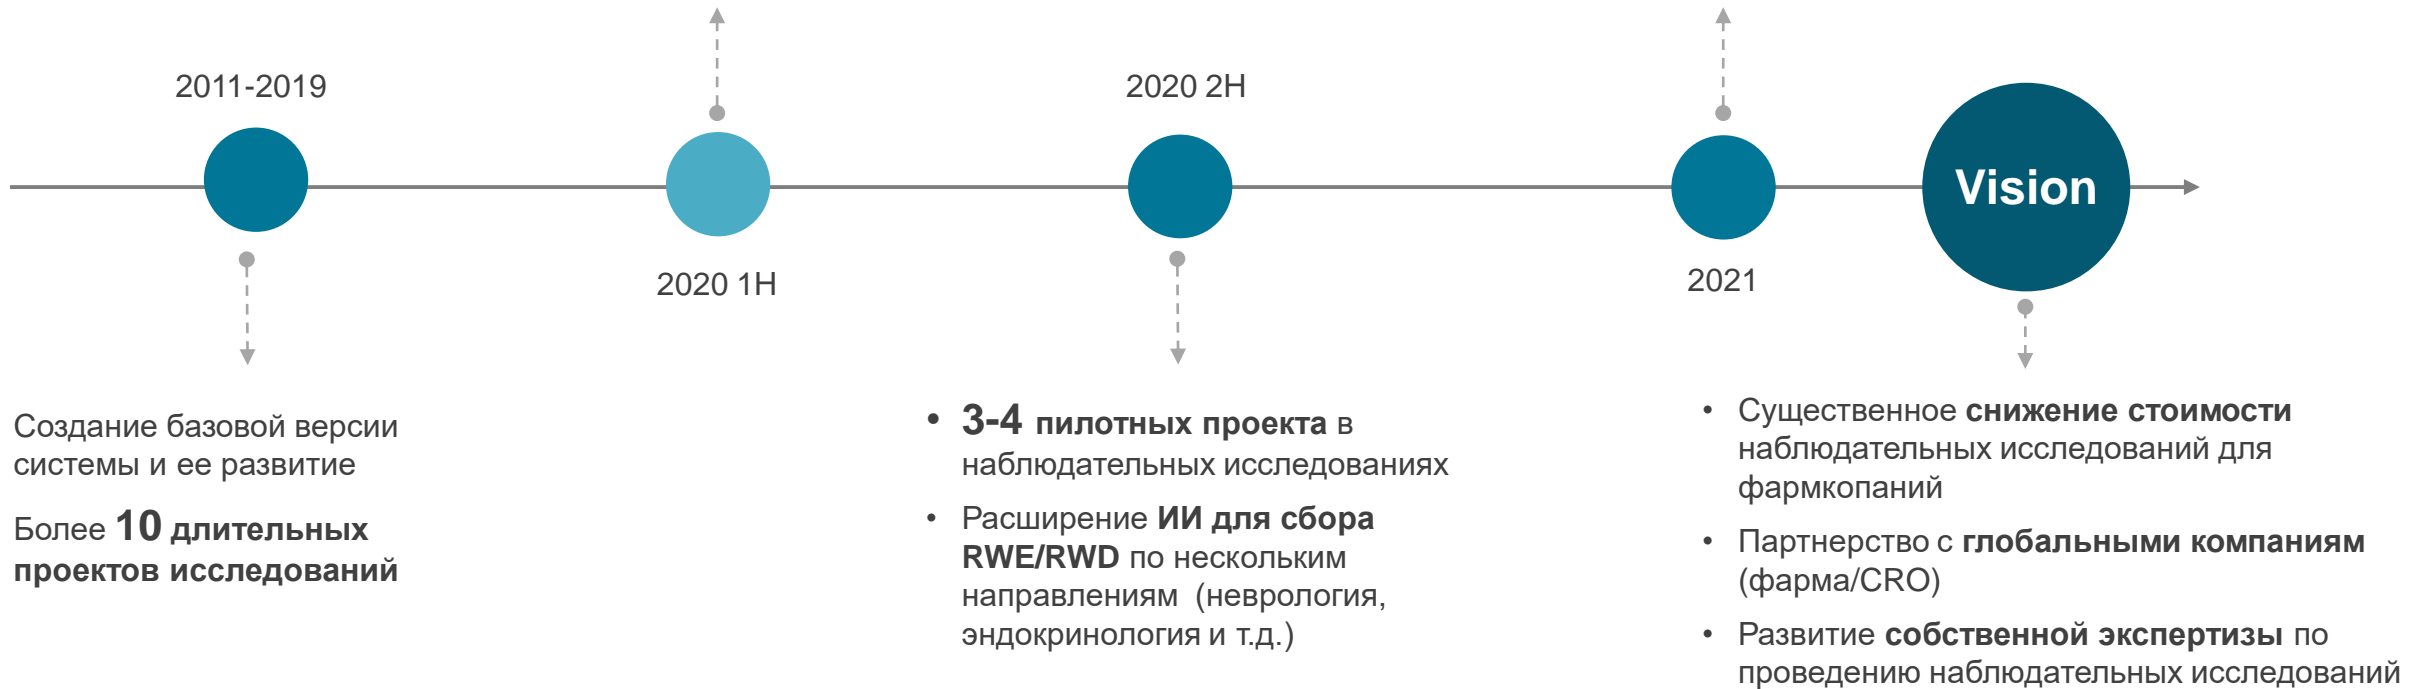 2011-2019
2020 1H
2020 2H
2021
Vision
Создание базовой версии
системы и ее развитие
Более 10 длительных
проектов исследований
• 3-4 пилотных проекта в
наблюдательных исследованиях
• Расширение ИИ для сбора
RWE/RWD по нескольким
направлениям (неврология,
эндокринология и т.д.)
• Существенное снижение стоимости
наблюдательных исследований для
фармкопаний
• Партнерство с глобальными компаниям
(фарма/CRO)
• Развитие собственной экспертизы по
проведению наблюдательных исследований